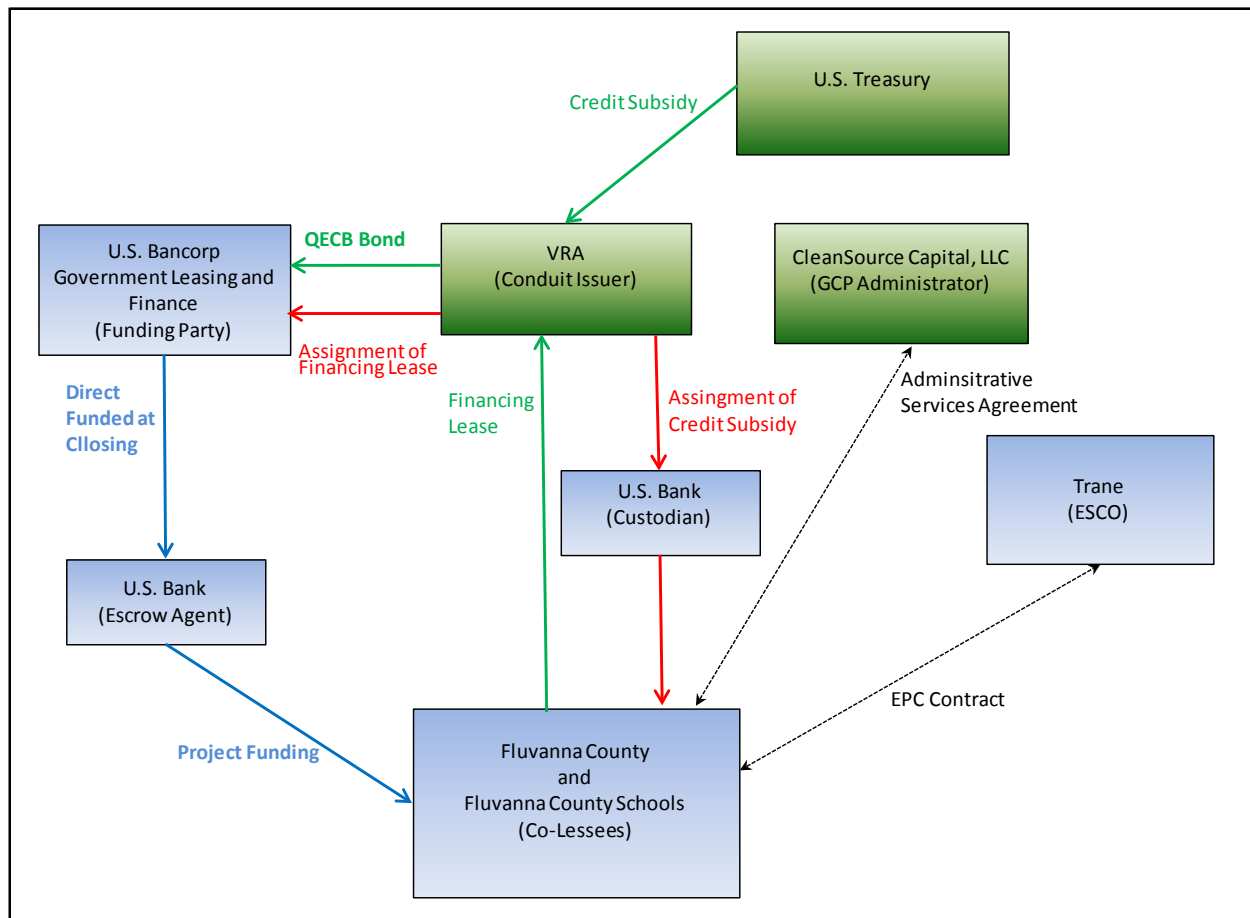 U.S. Treasury
Credit Subsidy
U.S. Bancorp
Government Leasing and
Finance
(Funding Party)
QECB Bond
VRA
(Conduit Issuer)
CleanSource Capital, LLC
(GCP Administrator)
Assignment of
Financing Lease
Direct
Funded at
Cllosing
Financing
Lease
Assingment of
Credit Subsidy
Adminsitrative
Services Agreement
U.S. Bank
(Custodian)
Trane
(ESCO)
U.S. Bank
(Escrow Agent)
EPC Contract
Project Funding
Fluvanna County
and
Fluvanna County Schools
(Co-Lessees)